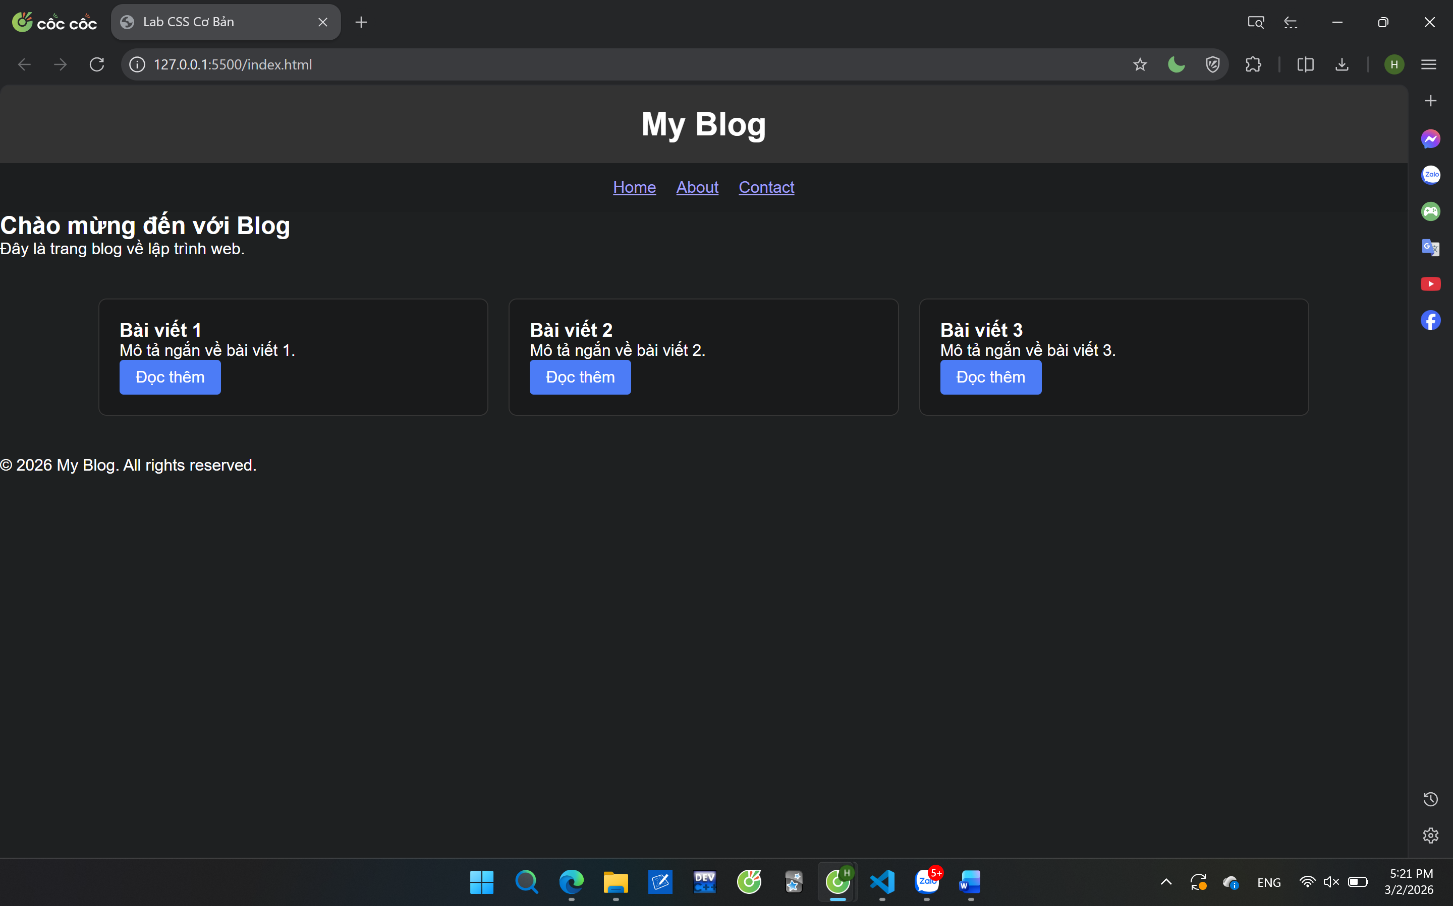 cốc cốc
Lab CSS Cơ Bản
127.0.0.1:5500/index.html
H
My Blog
Home About Contact
Chào mừng đến với Blog
Đây là trang blog về lập trình web.
Bài viết 1
Mô tả ngắn về bài viết 1.
Đọc thêm
Bài viết 2
Mô tả ngắn về bài viết 2.
Đọc thêm
Bài viết 3
Mô tả ngắn về bài viết 3.
Đọc thêm
© 2026 My Blog. All rights reserved.
Zalo
DEV
H
Zalo
5+
W
ENG
5:21 PM
3/2/2026